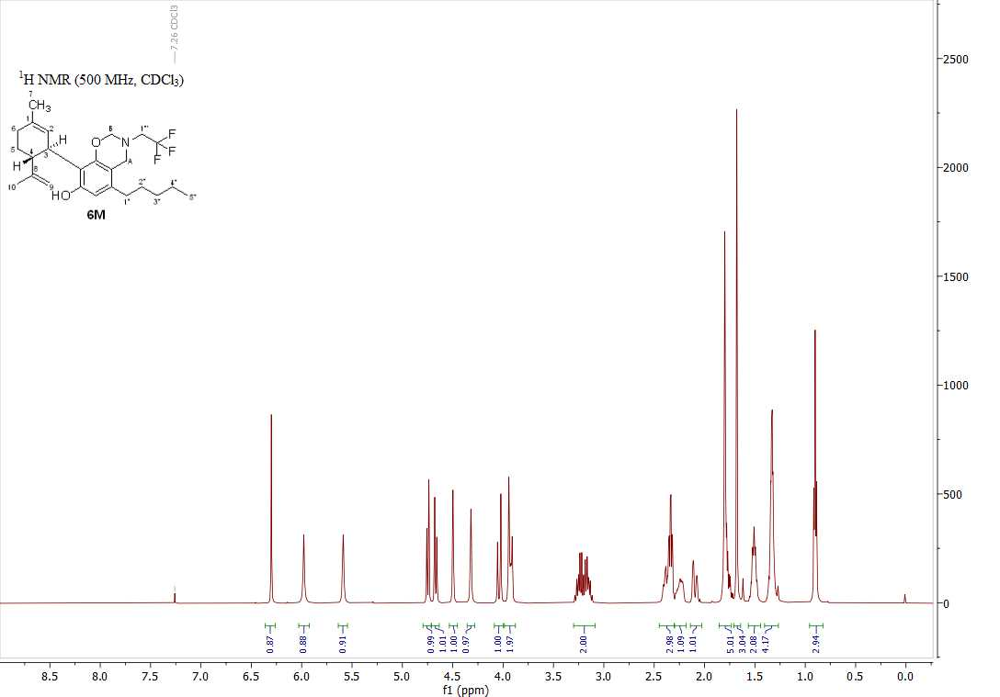 7.26 CDCl3
¹H NMR (500 MHz, CDCl₃)
7
CH₃
1
6
2
B
1'''
5
O
N
F
4
3
H
F
F
H
A
8
2"
4"
10
9
HO
1"
3"
5"
6M
2500
2000
1500
1000
500
0
0.87
0.88
0.91
0.99
1.01
1.00
0.97
1.00
1.97
2.00
2.98
1.09
1.01
5.01
3.04
2.08
4.17
2.94
8.5 8.0 7.5 7.0 6.5 6.0 5.5 5.0 4.5 4.0 3.5 3.0 2.5 2.0 1.5 1.0 0.5 0.0
f1 (ppm)